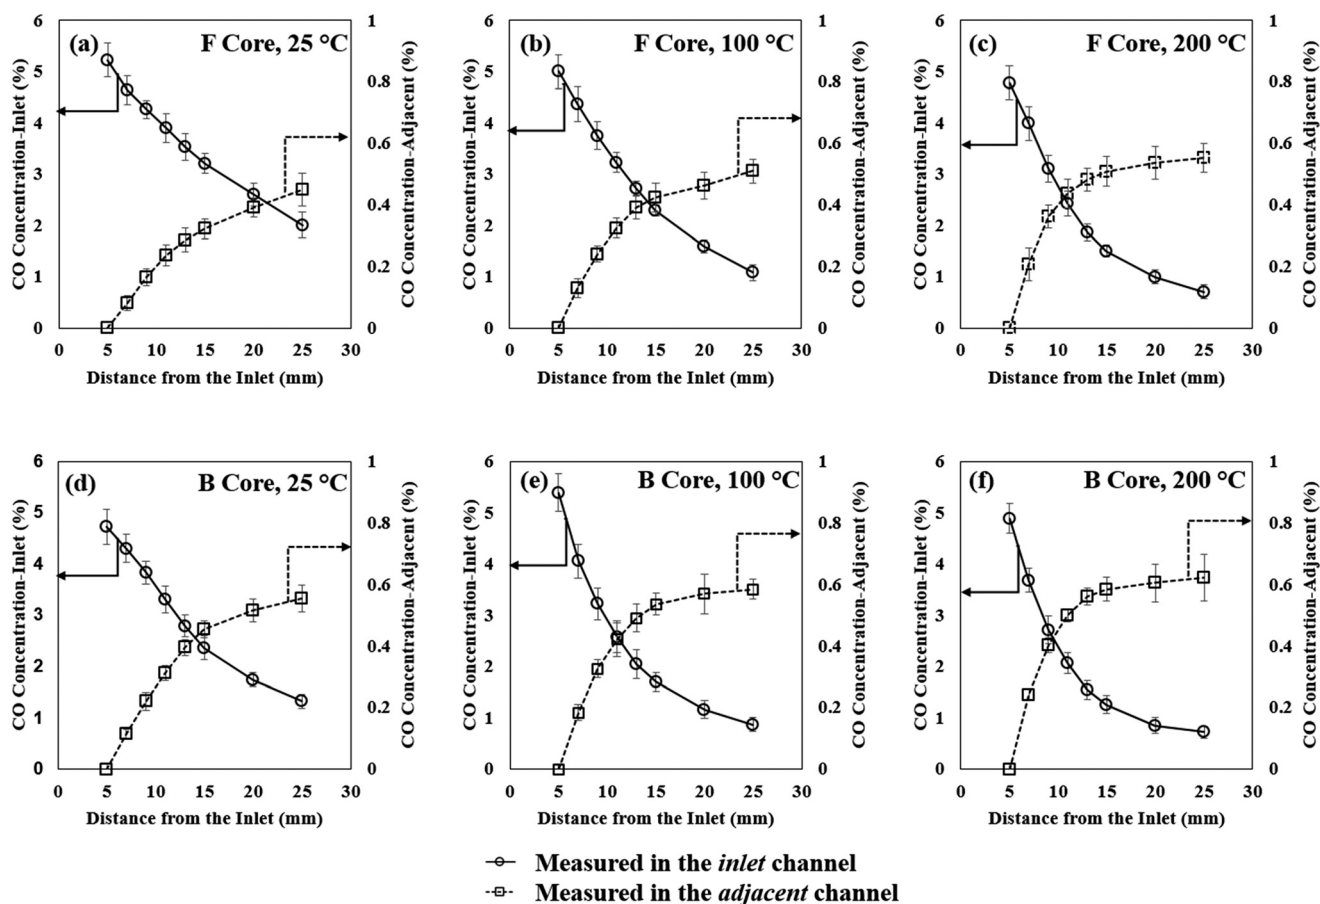 (a) F Core, 25 °C
CO Concentration-Inlet (%)
6
5
4
3
2
1
0
1
0.8
0.6
0.4
0.2
0
CO Concentration-Adjacent (%)
0 5 10 15 20 25 30
Distance from the Inlet (mm)
(b) F Core, 100 °C
CO Concentration-Inlet (%)
6
5
4
3
2
1
0
1
0.8
0.6
0.4
0.2
0
CO Concentration-Adjacent (%)
0 5 10 15 20 25 30
Distance from the Inlet (mm)
(c) F Core, 200 °C
CO Concentration-Inlet (%)
6
5
4
3
2
1
0
1
0.8
0.6
0.4
0.2
0
CO Concentration-Adjacent (%)
0 5 10 15 20 25 30
Distance from the Inlet (mm)
(d) B Core, 25 °C
CO Concentration-Inlet (%)
6
5
4
3
2
1
0
1
0.8
0.6
0.4
0.2
0
CO Concentration-Adjacent (%)
0 5 10 15 20 25 30
Distance from the Inlet (mm)
(e) B Core, 100 °C
CO Concentration-Inlet (%)
6
5
4
3
2
1
0
1
0.8
0.6
0.4
0.2
0
CO Concentration-Adjacent (%)
0 5 10 15 20 25 30
Distance from the Inlet (mm)
(f) B Core, 200 °C
CO Concentration-Inlet (%)
6
5
4
3
2
1
0
1
0.8
0.6
0.4
0.2
0
CO Concentration-Adjacent (%)
0 5 10 15 20 25 30
Distance from the Inlet (mm)
Measured in the inlet channel
Measured in the adjacent channel